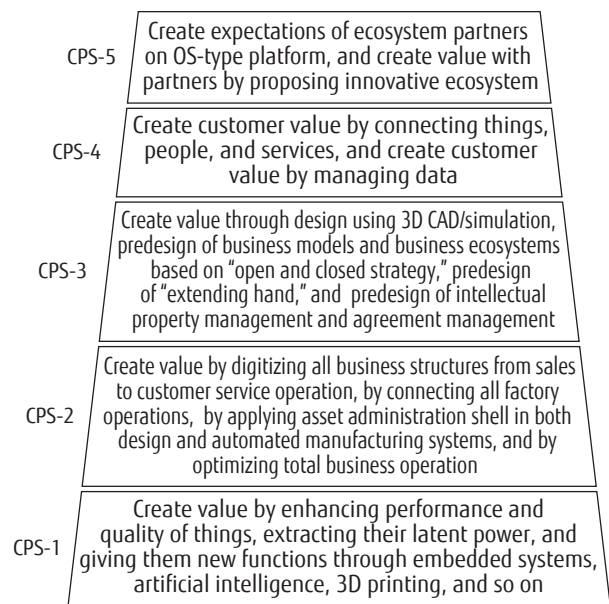 CPS-5
Create expectations of ecosystem partners
on OS-type platform, and create value with
partners by proposing innovative ecosystem
CPS-4
Create customer value by connecting things,
people, and services, and create customer
value by managing data
CPS-3
Create value through design using 3D CAD/simulation,
predesign of business models and business ecosystems
based on “open and closed strategy,” predesign
of “extending hand,” and predesign of intellectual
property management and agreement management
CPS-2
Create value by digitizing all business structures from sales
to customer service operation, by connecting all factory
operations, by applying asset administration shell in both
design and automated manufacturing systems, and by
optimizing total business operation
CPS-1
Create value by enhancing performance and
quality of things, extracting their latent power, and
giving them new functions through embedded systems,
artificial intelligence, 3D printing, and so on